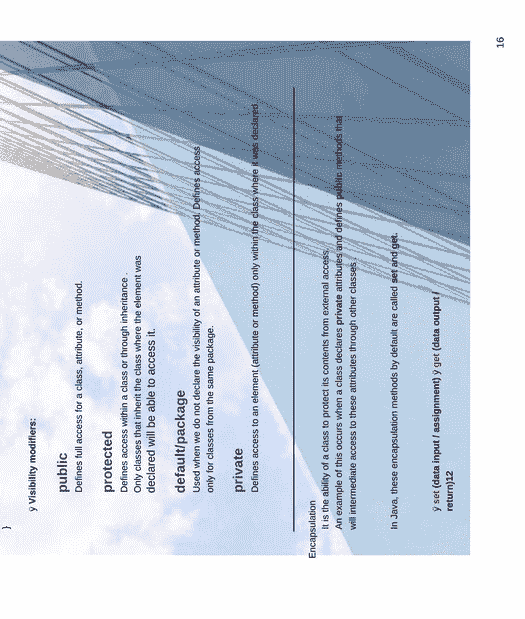 16
}
ÿ Visibility modifiers:
public
Defines full access for a class, attribute, or method.
protected
Defines access within a class or through inheritance.
Only classes that inherit the class where the element was
declared will be able to access it.
default/package
Used when we do not declare the visibility of an attribute or method. Defines access
only for classes from the same package.
private
Defines access to an element (attribute or method) only within the class where it was declared.
Encapsulation
It is the ability of a class to protect its contents from external access.
An example of this occurs when a class declares private attributes and defines public methods that
will intermediate access to these attributes through other classes.
In Java, these encapsulation methods by default are called set and get.
ÿ set (data input / assignment) ÿ get (data output /
return)12